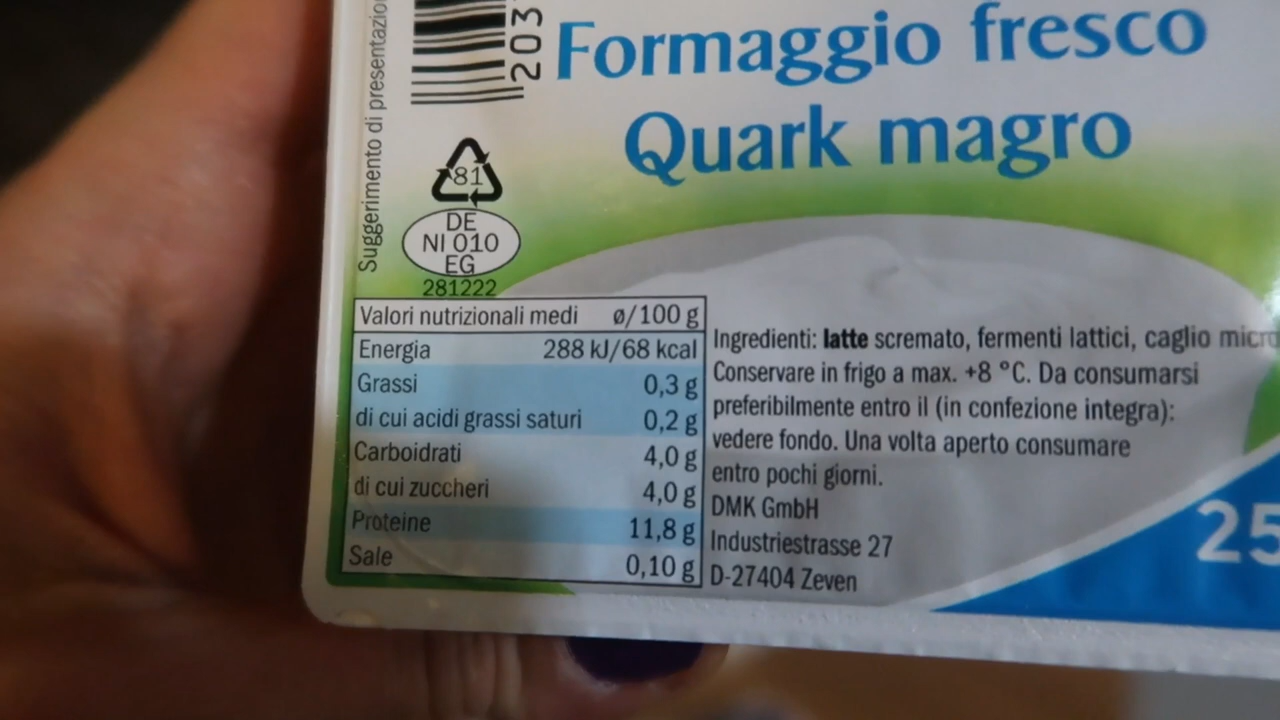 Suggerimento di
203
Formaggio fresco
Quark magro
81
DE
NI 010
EG
281222
Valori nutrizionali medi ø/100 g
Energia 288 kJ/68 kcal
Grassi 0,3 g
di cui acidi grassi saturi 0,2 g
Carboidrati 4,0 g
di cui zuccheri 4,0 g
Proteine 11,8 g
Sale 0,10 g
Ingredienti: latte scremato, fermenti lattici, caglio
Conservare in frigo a max. +8 °C. Da consumarsi
preferibilmente entro il (in confezione integra):
vedere fondo. Una volta aperto consumare
entro pochi giorni.
DMK GmbH
Industriestrasse 27
D-27404 Zeven
25